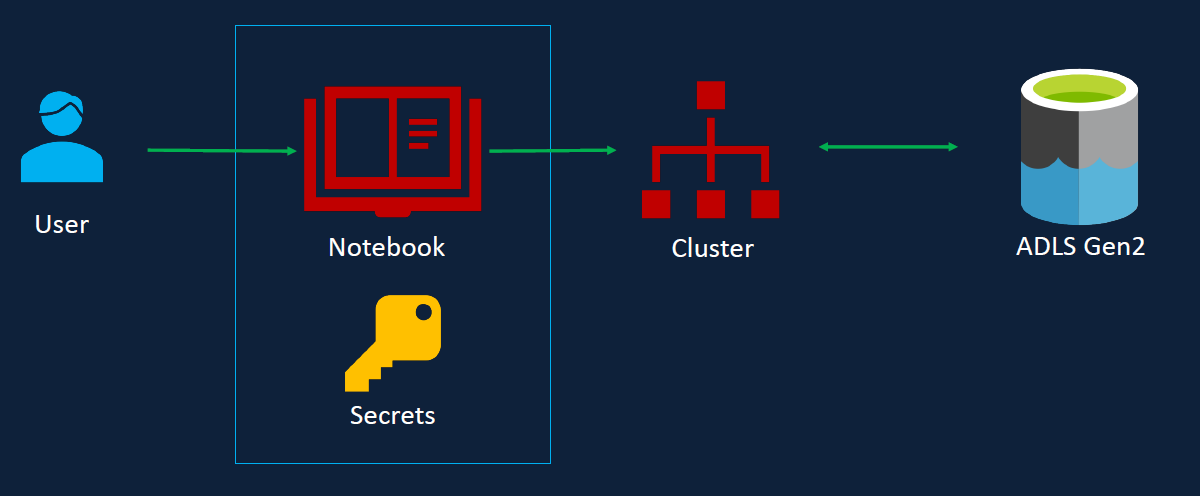 User
Notebook
Cluster
ADLS Gen2
Secrets